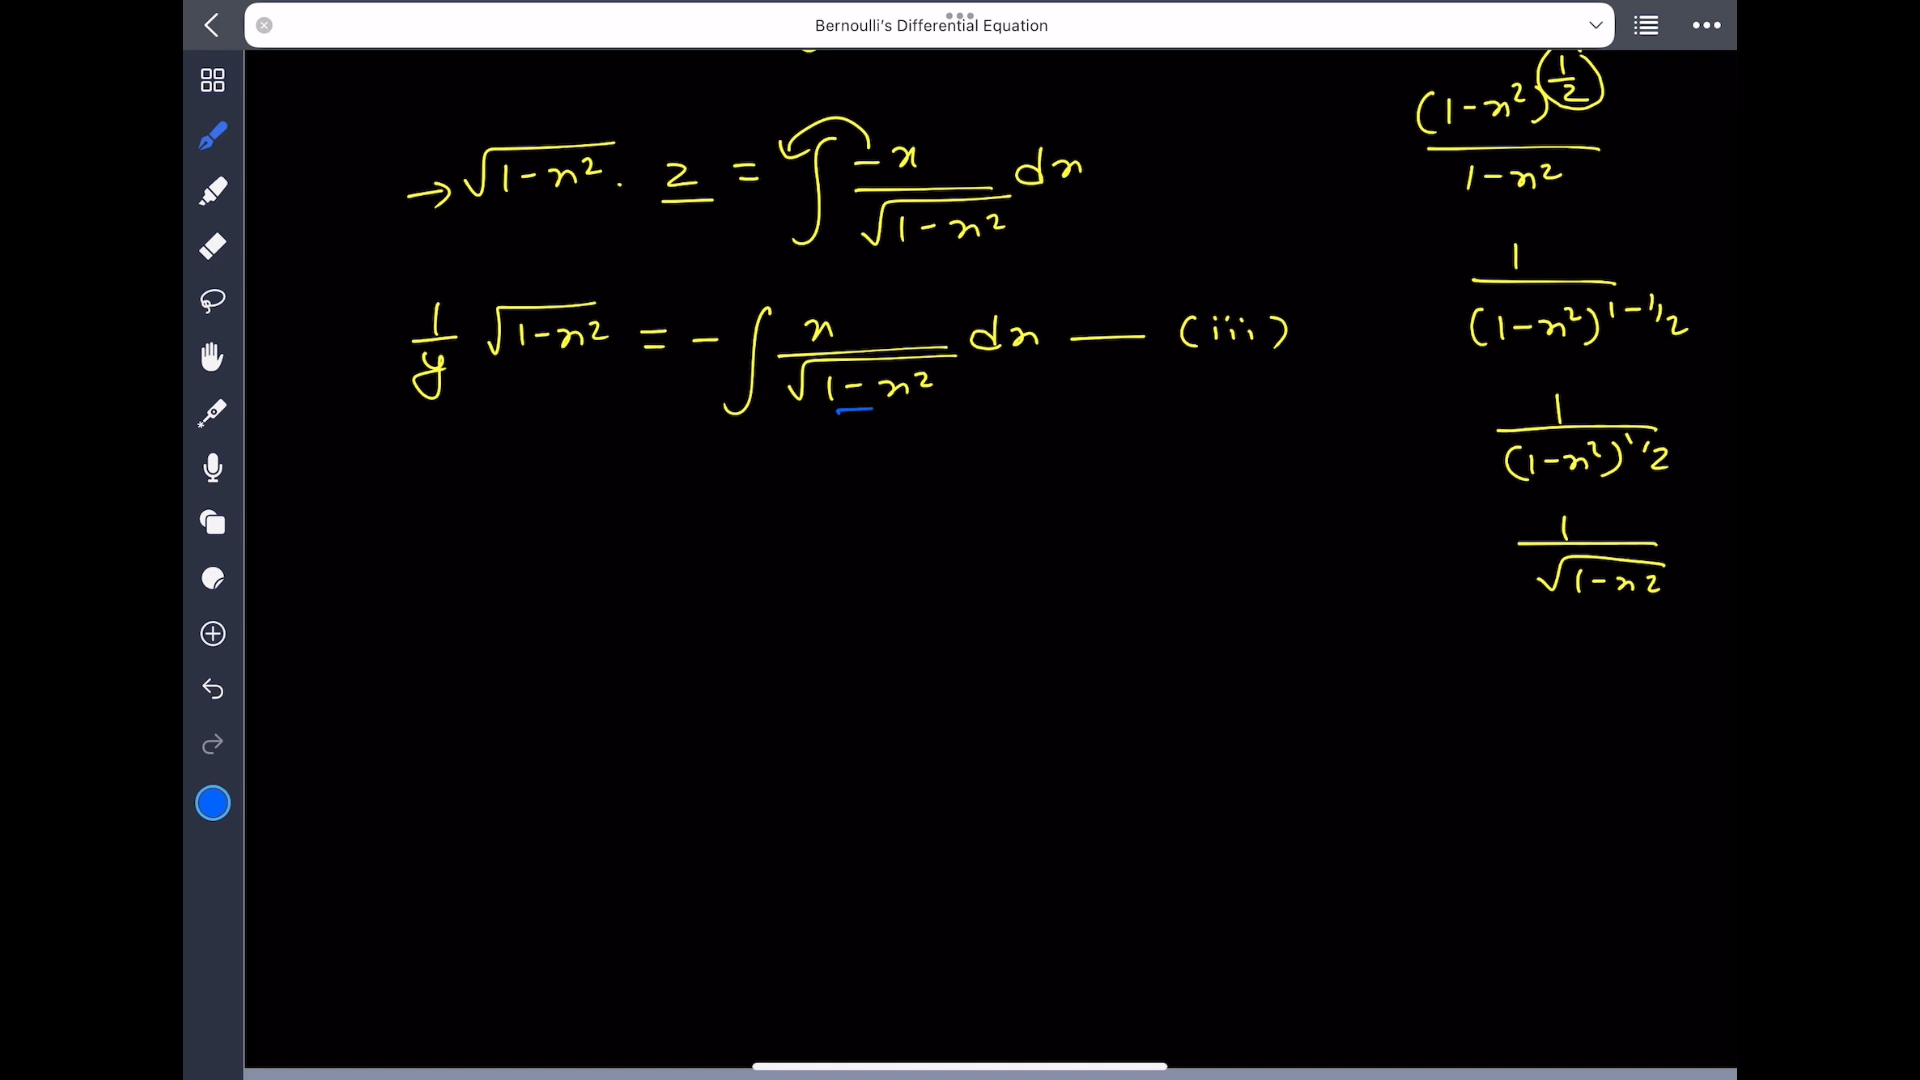 Bernoulli's Differential Equation
→ √(1-x²) . z = ∫ -x/√(1-x²) dx
1/y √(1-x²) = - ∫ x/√(1-x²) dx — (iii)
(1-x²)^(1/2) / (1-x²)
1/(1-x²)^(1-1/2)
1/(1-x²)^(1/2)
1/√(1-x²)